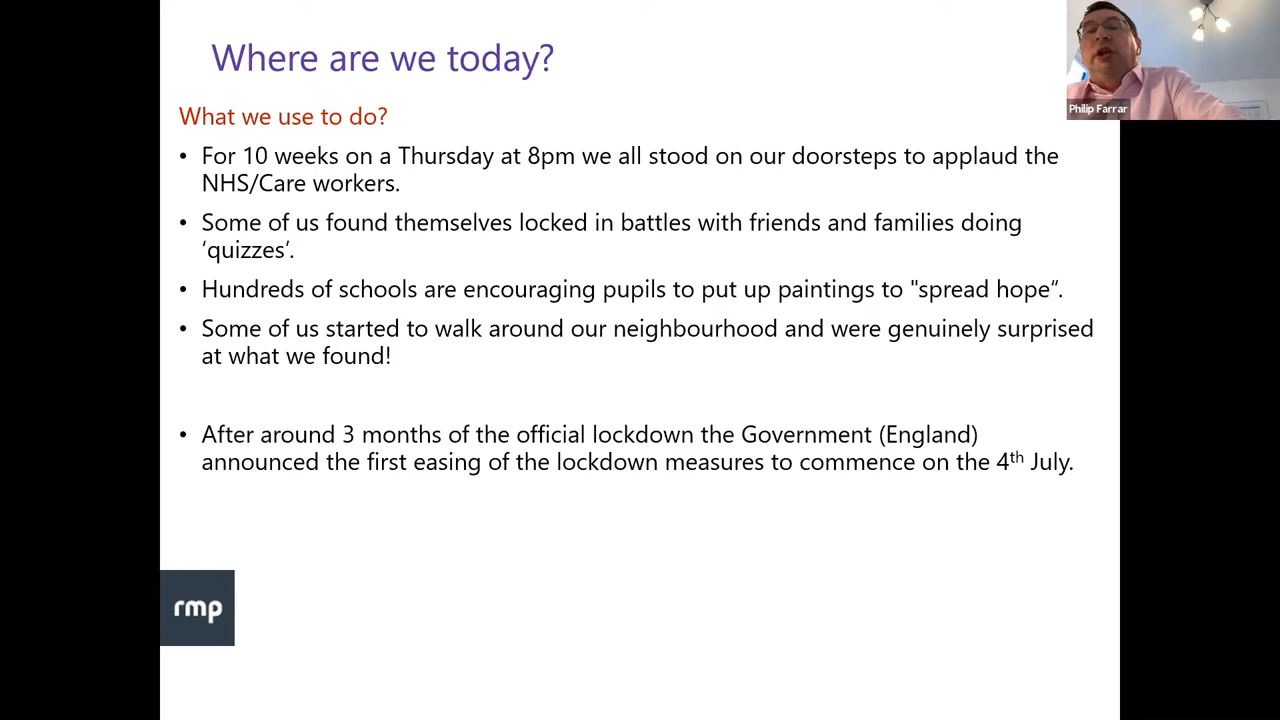 Where are we today?
Philip Farrar
What we use to do?
• For 10 weeks on a Thursday at 8pm we all stood on our doorsteps to applaud the
NHS/Care workers.
• Some of us found themselves locked in battles with friends and families doing
‘quizzes’.
• Hundreds of schools are encouraging pupils to put up paintings to "spread hope“.
• Some of us started to walk around our neighbourhood and were genuinely surprised
at what we found!
• After around 3 months of the official lockdown the Government (England)
announced the first easing of the lockdown measures to commence on the 4th July.
rmp